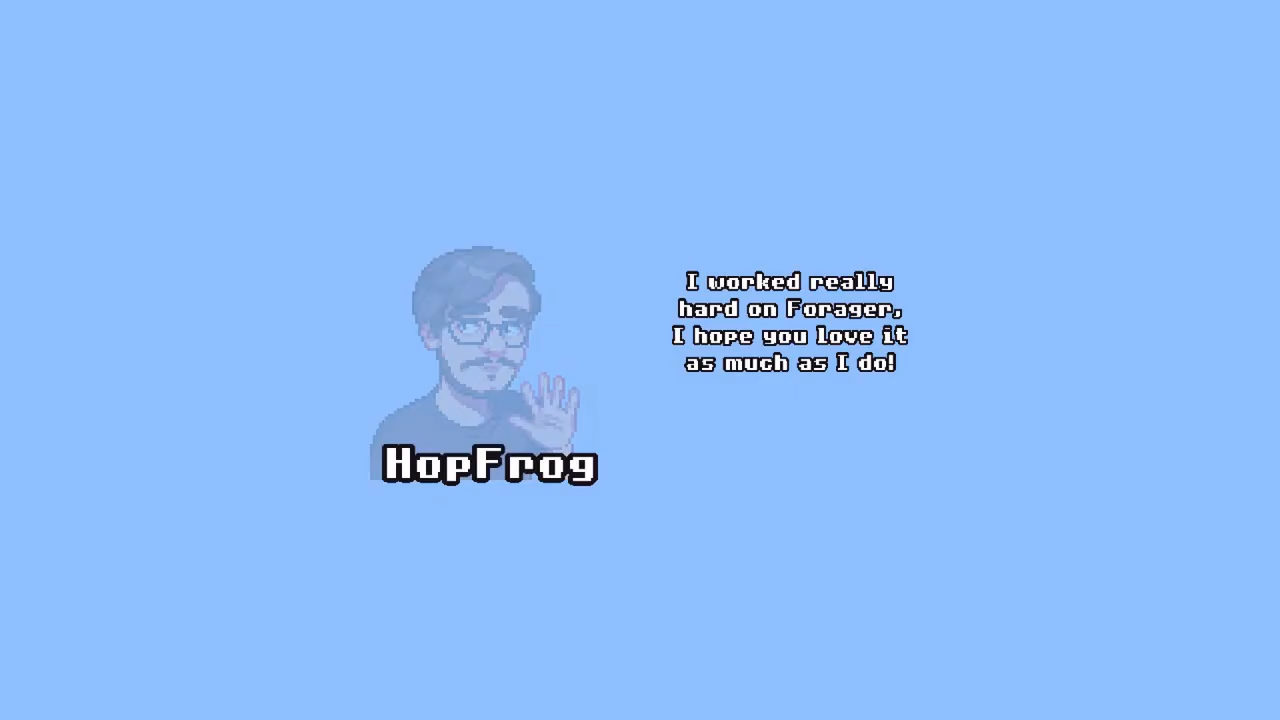 I worked really
hard on Forager,
I hope you love it
as much as I do!
HopFrog